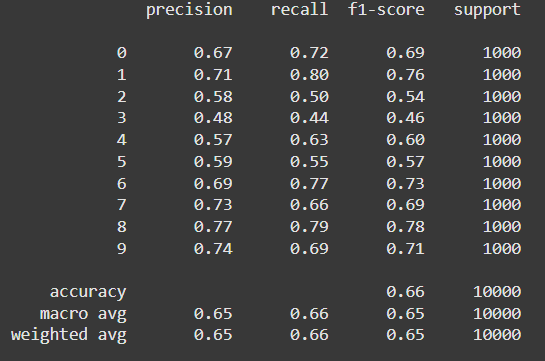 precision recall f1-score support
0 0.67 0.72 0.69 1000
1 0.71 0.80 0.76 1000
2 0.58 0.50 0.54 1000
3 0.48 0.44 0.46 1000
4 0.57 0.63 0.60 1000
5 0.59 0.55 0.57 1000
6 0.69 0.77 0.73 1000
7 0.73 0.66 0.69 1000
8 0.77 0.79 0.78 1000
9 0.74 0.69 0.71 1000
accuracy 0.66 10000
macro avg 0.65 0.66 0.65 10000
weighted avg 0.65 0.66 0.65 10000